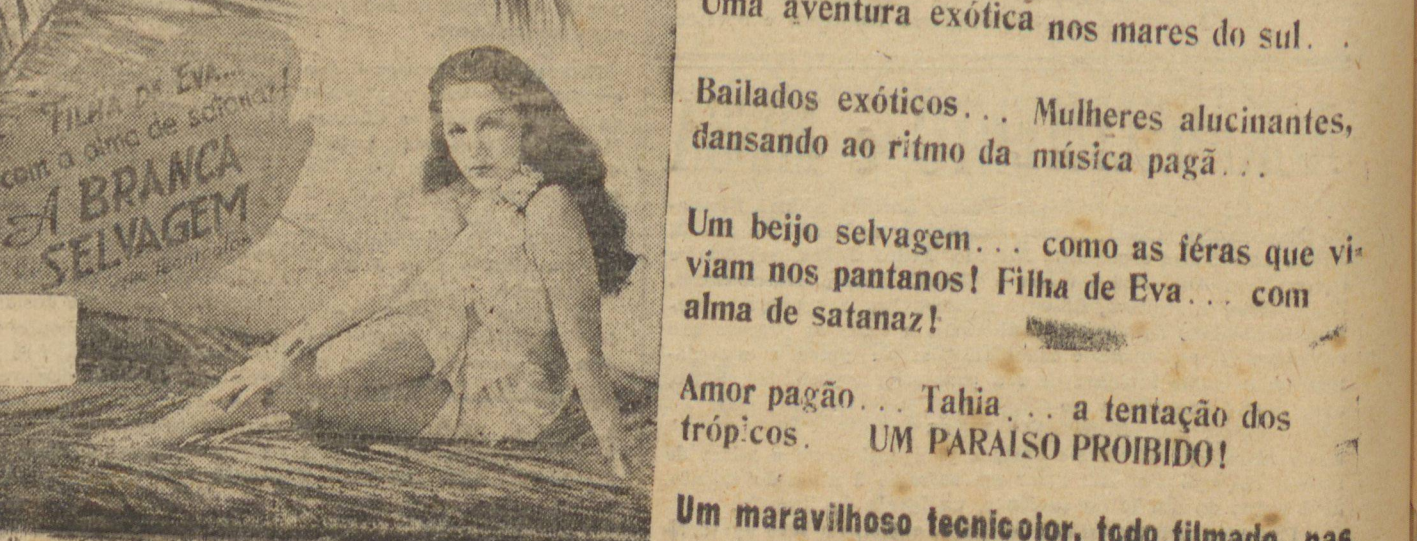 FILHA DE EVA....
com a alma de satanaz!
A BRANCA
SELVAGEM
Uma aventura exótica nos mares do sul. .
Bailados exóticos... Mulheres alucinantes,
dansando ao ritmo da música pagã...
Um beijo selvagem... como as féras que vi-
viam nos pantanos! Filha de Eva... com
alma de satanaz!
Amor pagão... Tahia... a tentação dos
trópicos. UM PARAISO PROIBIDO!
Um maravilhoso tecnicolor, todo filmado nas